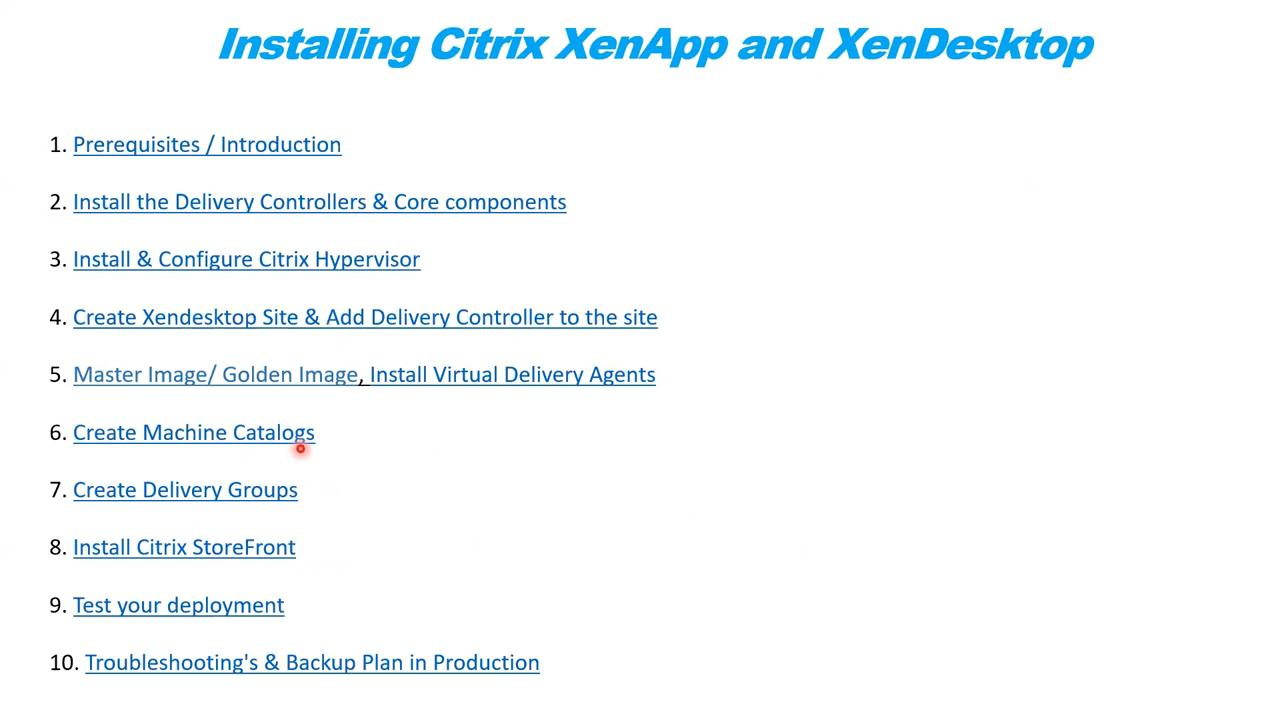 Installing Citrix XenApp and XenDesktop
1. Prerequisites / Introduction
2. Install the Delivery Controllers & Core components
3. Install & Configure Citrix Hypervisor
4. Create Xendesktop Site & Add Delivery Controller to the site
5. Master Image/ Golden Image, Install Virtual Delivery Agents
6. Create Machine Catalogs
7. Create Delivery Groups
8. Install Citrix StoreFront
9. Test your deployment
10. Troubleshooting's & Backup Plan in Production